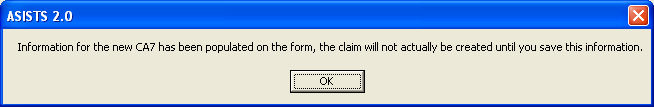 ASISTS 2.0
Information for the new CA7 has been populated on the form, the claim will not actually be created until you save this information.
OK